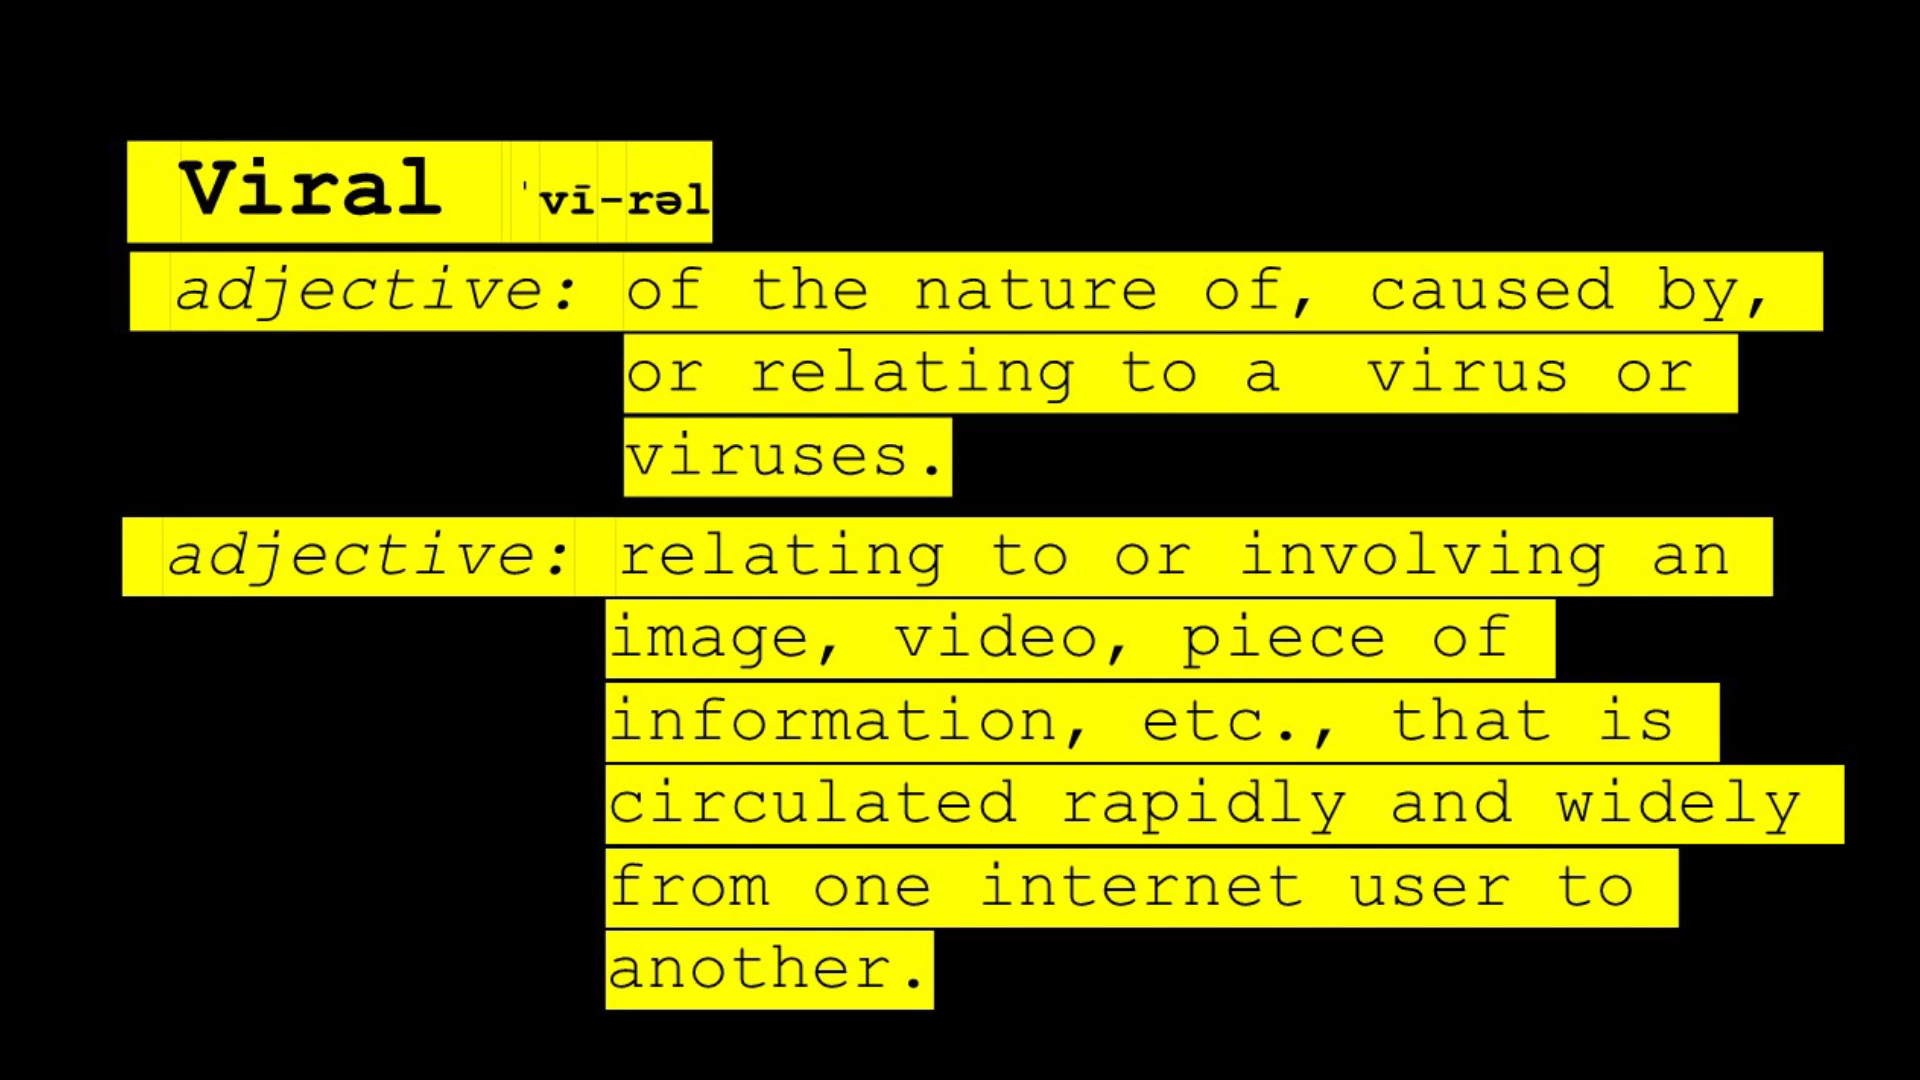 Viral ˈvī-rəl
adjective: of the nature of, caused by,
or relating to a virus or
viruses.
adjective: relating to or involving an
image, video, piece of
information, etc., that is
circulated rapidly and widely
from one internet user to
another.